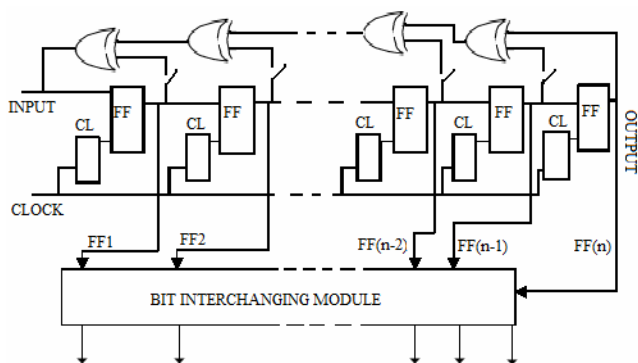 INPUT
FF
FF
FF
FF
FF
CL
CL
CL
CL
CL
OUTPUT
CLOCK
FF1
FF2
FF(n-2)
FF(n-1)
FF(n)
BIT INTERCHANGING MODULE